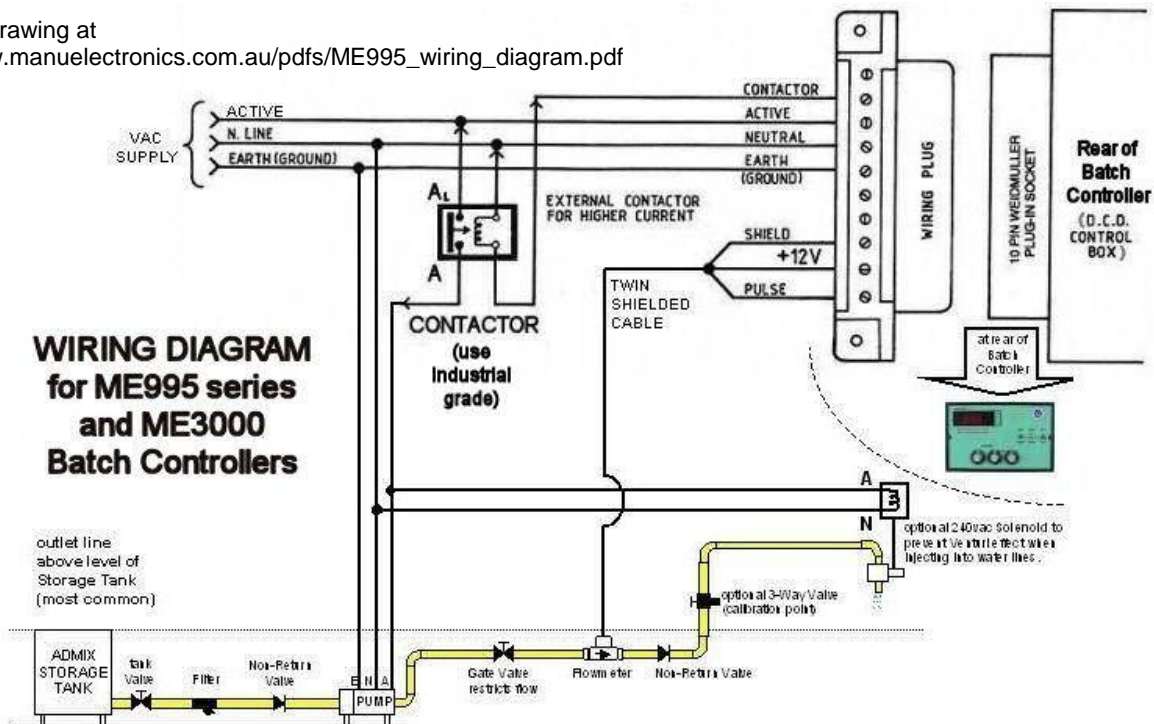 rawing at
.manuelectronics.com.au/pdfs/ME995_wiring_diagram.pdf
VAC
SUPPLY
ACTIVE
N. LINE
EARTH (GROUND)
CONTACTOR
ACTIVE
NEUTRAL
EARTH
(GROUND)
SHIELD
+12V
PULSE
WIRING PLUG
10 PIN WEIDMULLER
PLUG-IN SOCKET
Rear of
Batch
Controller
(D.C.D.
CONTROL
BOX)
AL
A
EXTERNAL CONTACTOR
FOR HIGHER CURRENT
CONTACTOR
(use
Industrial
grade)
TWIN
SHIELDED
CABLE
at rear of
Batch
Controller
WIRING DIAGRAM
for ME995 series
and ME3000
Batch Controllers
A
N
optional 240vac Solenoid to
prevent Venturi effect when
injecting into water lines.
outlet line
above level of
Storage Tank
(most common)
optional 3-Way Valve
(calibration point)
ADMIX
STORAGE
TANK
tank
Valve
Filter
Non-Return
Valve
E N A
PUMP
Gate Valve
restricts flow
Flowmeter
Non-Return Valve